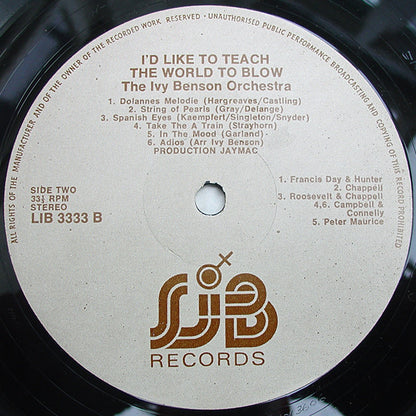 ALL RIGHTS OF THE MANUFACTURER AND OF THE OWNER OF THE RECORDED WORK RESERVED - UNAUTHORISED PUBLIC PERFORMANCE BROADCASTING AND COPYING OF THIS RECORD PROHIBITED
I'D LIKE TO TEACH
THE WORLD TO BLOW
The Ivy Benson Orchestra
1. Dolannes Melodie (Hargreaves/Castling)
2. String of Pearls (Gray/Delange)
3. Spanish Eyes (Kaempfert/Singleton/Snyder)
4. Take The A Train (Strayhorn)
5. In The Mood (Garland)
6. Adios (Arr Ivy Benson)
PRODUCTION JAYMAC
SIDE TWO
33⅓ RPM
STEREO
LIB 3333 B
1. Francis Day & Hunter
2. Chappell
3. Roosevelt & Chappell
4,6. Campbell &
Connelly
5. Peter Maurice
RECORDS